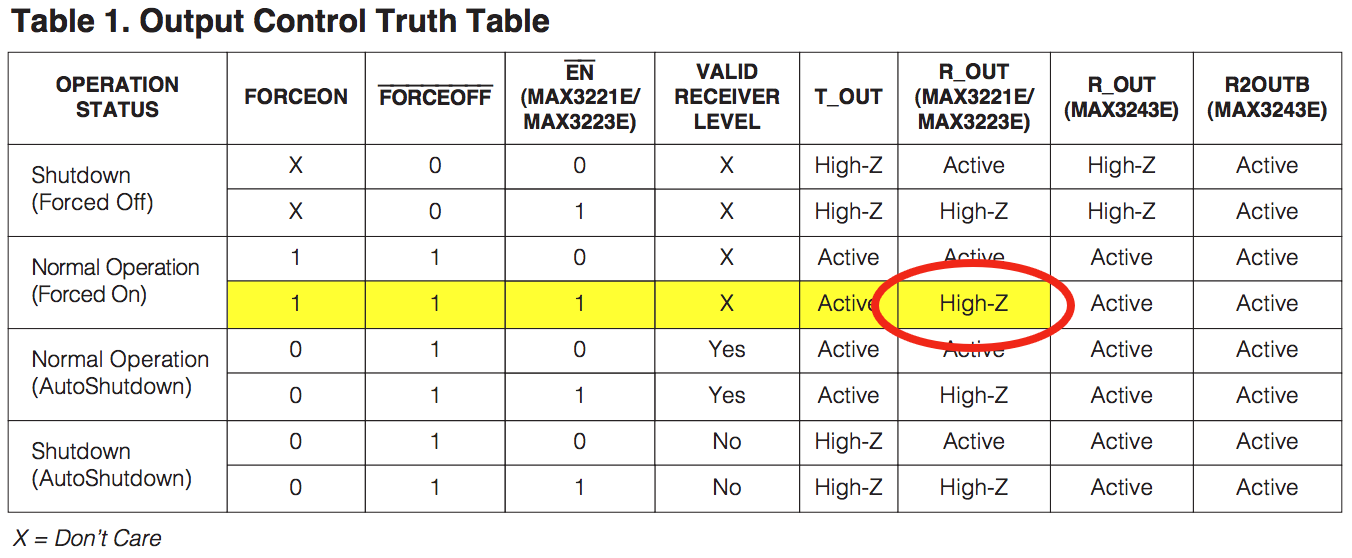 Table 1. Output Control Truth Table
OPERATION STATUS FORCEON FORCEOFF EN (MAX3221E/ MAX3223E) VALID RECEIVER LEVEL T_OUT R_OUT (MAX3221E/ MAX3223E) R_OUT (MAX3243E) R2OUTB (MAX3243E)
Shutdown (Forced Off) X 0 0 X High-Z Active High-Z Active
X 0 1 X High-Z High-Z High-Z Active
Normal Operation (Forced On) 1 1 0 X Active Active Active Active
1 1 1 X Active High-Z Active Active
Normal Operation (AutoShutdown) 0 1 0 Yes Active Active Active Active
0 1 1 Yes Active High-Z Active Active
Shutdown (AutoShutdown) 0 1 0 No High-Z Active Active Active
0 1 1 No High-Z High-Z Active Active
X = Don't Care